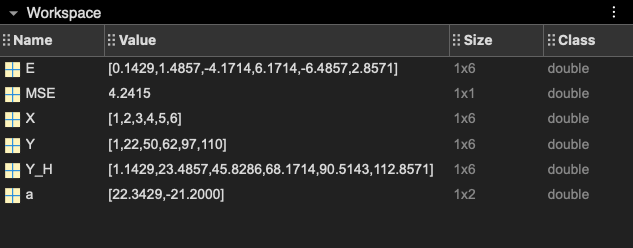 Workspace
Name Value Size Class
E [0.1429,1.4857,-4.1714,6.1714,-6.4857,2.8571] 1x6 double
MSE 4.2415 1x1 double
X [1,2,3,4,5,6] 1x6 double
Y [1,22,50,62,97,110] 1x6 double
Y_H [1.1429,23.4857,45.8286,68.1714,90.5143,112.8571] 1x6 double
a [22.3429,-21.2000] 1x2 double